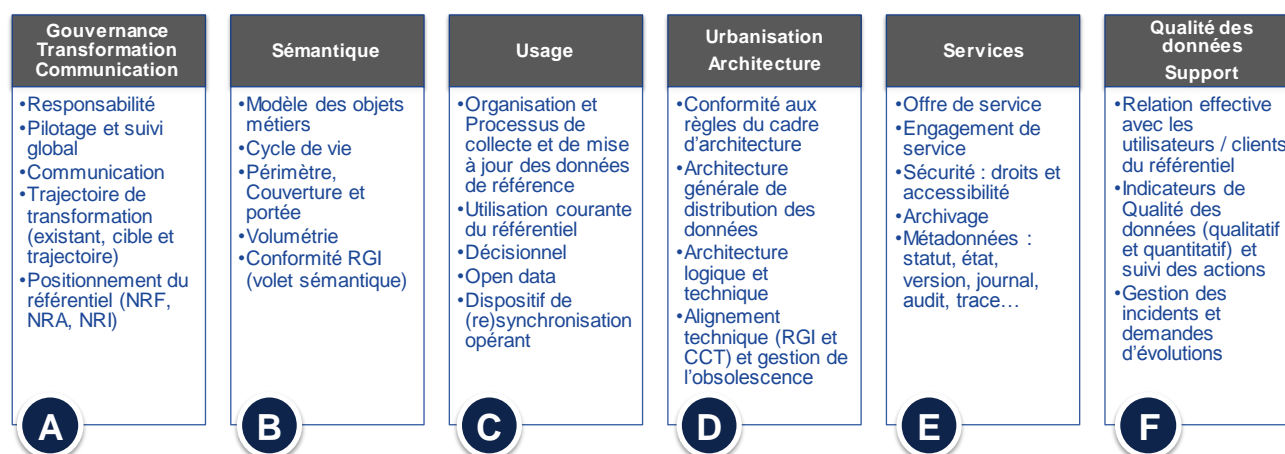 Gouvernance
Transformation
Communication
•Responsabilité
•Pilotage et suivi
global
•Communication
•Trajectoire de
transformation
(existant, cible et
trajectoire)
•Positionnement du
référentiel (NRF,
NRA, NRI)
A
Sémantique
•Modèle des objets
métiers
•Cycle de vie
•Périmètre,
Couverture et
portée
•Volumétrie
•Conformité RGI
(volet sémantique)
B
Usage
•Organisation et
Processus de
collecte et de mise
à jour des données
de référence
•Utilisation courante
du référentiel
•Décisionnel
•Open data
•Dispositif de
(re)synchronisation
opérant
C
Urbanisation
Architecture
•Conformité aux
règles du cadre
d’architecture
•Architecture
générale de
distribution des
données
•Architecture
logique et
technique
•Alignement
technique (RGI et
CCT) et gestion de
l’obsolescence
D
Services
•Offre de service
•Engagement de
service
•Sécurité : droits et
accessibilité
•Archivage
•Métadonnées :
statut, état,
version, journal,
audit, trace…
E
Qualité des
données
Support
•Relation effective
avec les
utilisateurs / clients
du référentiel
•Indicateurs de
Qualité des
données (qualitatif
et quantitatif) et
suivi des actions
•Gestion des
incidents et
demandes
d’évolutions
F